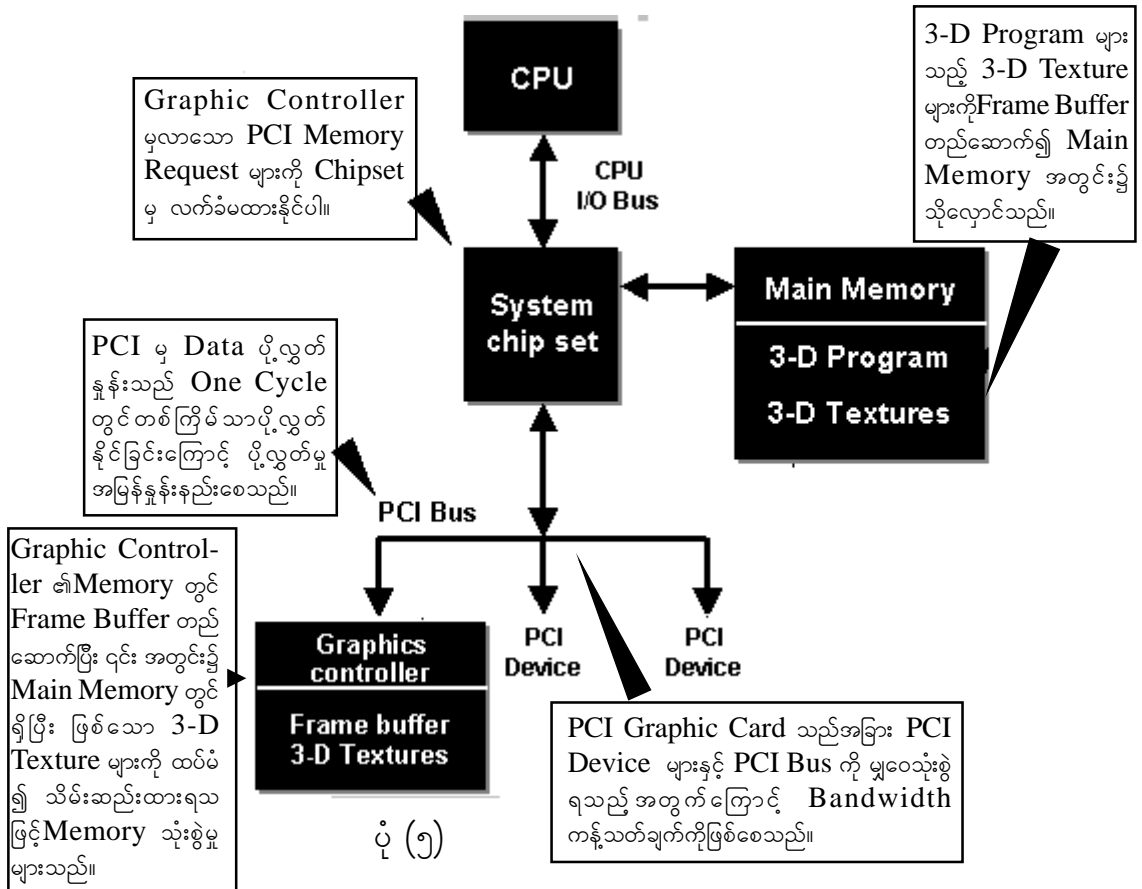 CPU
3-D Program များ
သည့် 3-D Texture
များကိုFrame Buffer
တည်ဆောက်၍ Main
Memory အတွင်း၌
သိုလှောင်သည်။
Graphic Controller
မှလာသော PCI Memory
Request များကို Chipset
မှ လက်ခံမထားနိုင်ပါ။
CPU
I/O Bus
System
chip set
Main Memory
3-D Program
3-D Textures
PCI မှ Data ပို့လွှတ်
နှုန်းသည် One Cycle
တွင်တစ်ကြိမ်သာပို့လွှတ်
နိုင်ခြင်းကြောင့် ပို့လွှတ်မှု
အမြန်နှုန်းနည်းစေသည်။
PCI Bus
Graphic Control-
ler ၏Memory တွင်
Frame Buffer တည်
ဆောက်ပြီး ၎င်း အတွင်း၌
Main Memory တွင်
ရှိပြီး ဖြစ်သော 3-D
Texture များကို ထပ်မံ
၍ သိမ်းဆည်းထားရသ
ဖြင့်Memory သုံးစွဲမှု
များသည်။
Graphics
controller
Frame buffer
3-D Textures
PCI
Device
PCI
Device
PCI Graphic Card သည်အခြား PCI
Device များနှင့် PCI Bus ကို မျှဝေသုံးစွဲ
ရသည့်အတွက်ကြောင့် Bandwidth
ကန့်သတ်ချက်ကိုဖြစ်စေသည်။
ပုံ (၅)